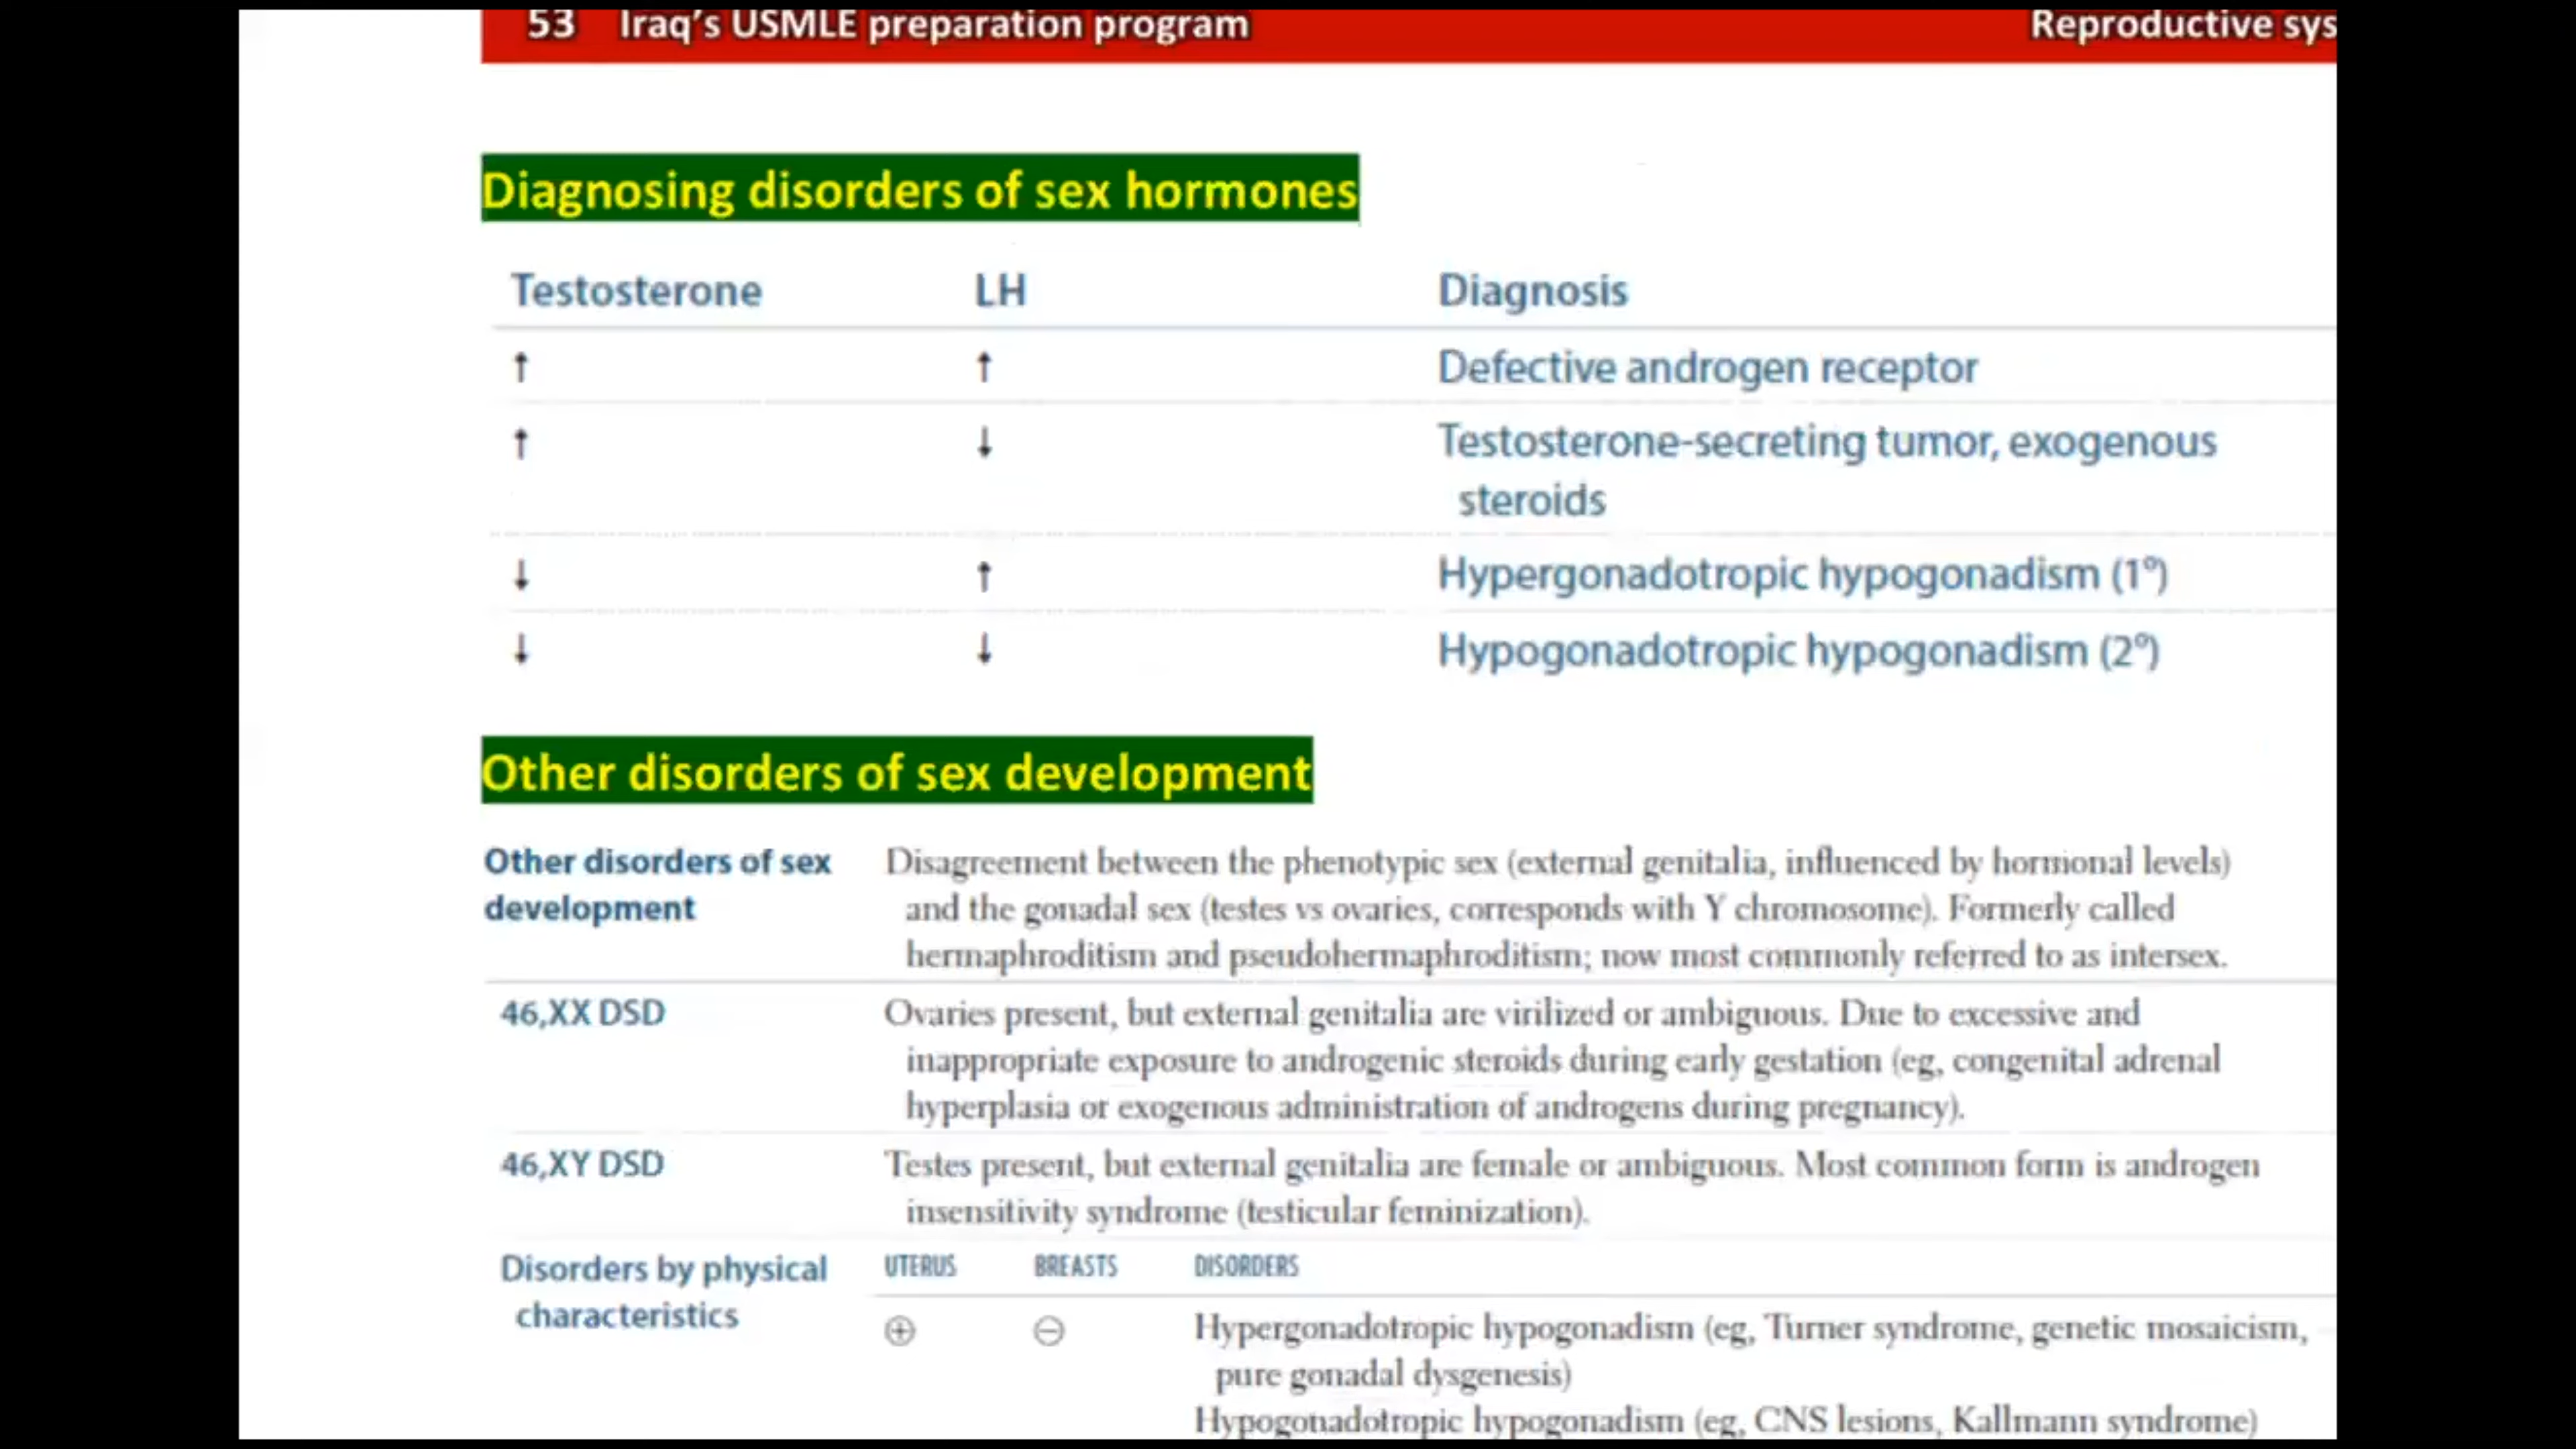 53 Iraq's USMLE preparation program Reproductive sys
Diagnosing disorders of sex hormones
Testosterone LH Diagnosis
↑ ↑ Defective androgen receptor
↑ ↓ Testosterone-secreting tumor, exogenous
steroids
↓ ↑ Hypergonadotropic hypogonadism (1º)
↓ ↓ Hypogonadotropic hypogonadism (2º)
Other disorders of sex development
Other disorders of sex development
Disagreement between the phenotypic sex (external genitalia, influenced by hormonal levels)
and the gonadal sex (testes vs ovaries, corresponds with Y chromosome). Formerly called
hermaphroditism and pseudohermaphroditism; now most commonly referred to as intersex.
46,XX DSD Ovaries present, but external genitalia are virilized or ambiguous. Due to excessive and
inappropriate exposure to androgenic steroids during early gestation (eg, congenital adrenal
hyperplasia or exogenous administration of androgens during pregnancy).
46,XY DSD Testes present, but external genitalia are female or ambiguous. Most common form is androgen
insensitivity syndrome (testicular feminization).
Disorders by physical characteristics
UTERUS BREASTS DISORDERS
⊕ ⊖ Hypergonadotropic hypogonadism (eg, Turner syndrome, genetic mosaicism,
pure gonadal dysgenesis)
Hypogonadotropic hypogonadism (eg, CNS lesions, Kallmann syndrome)